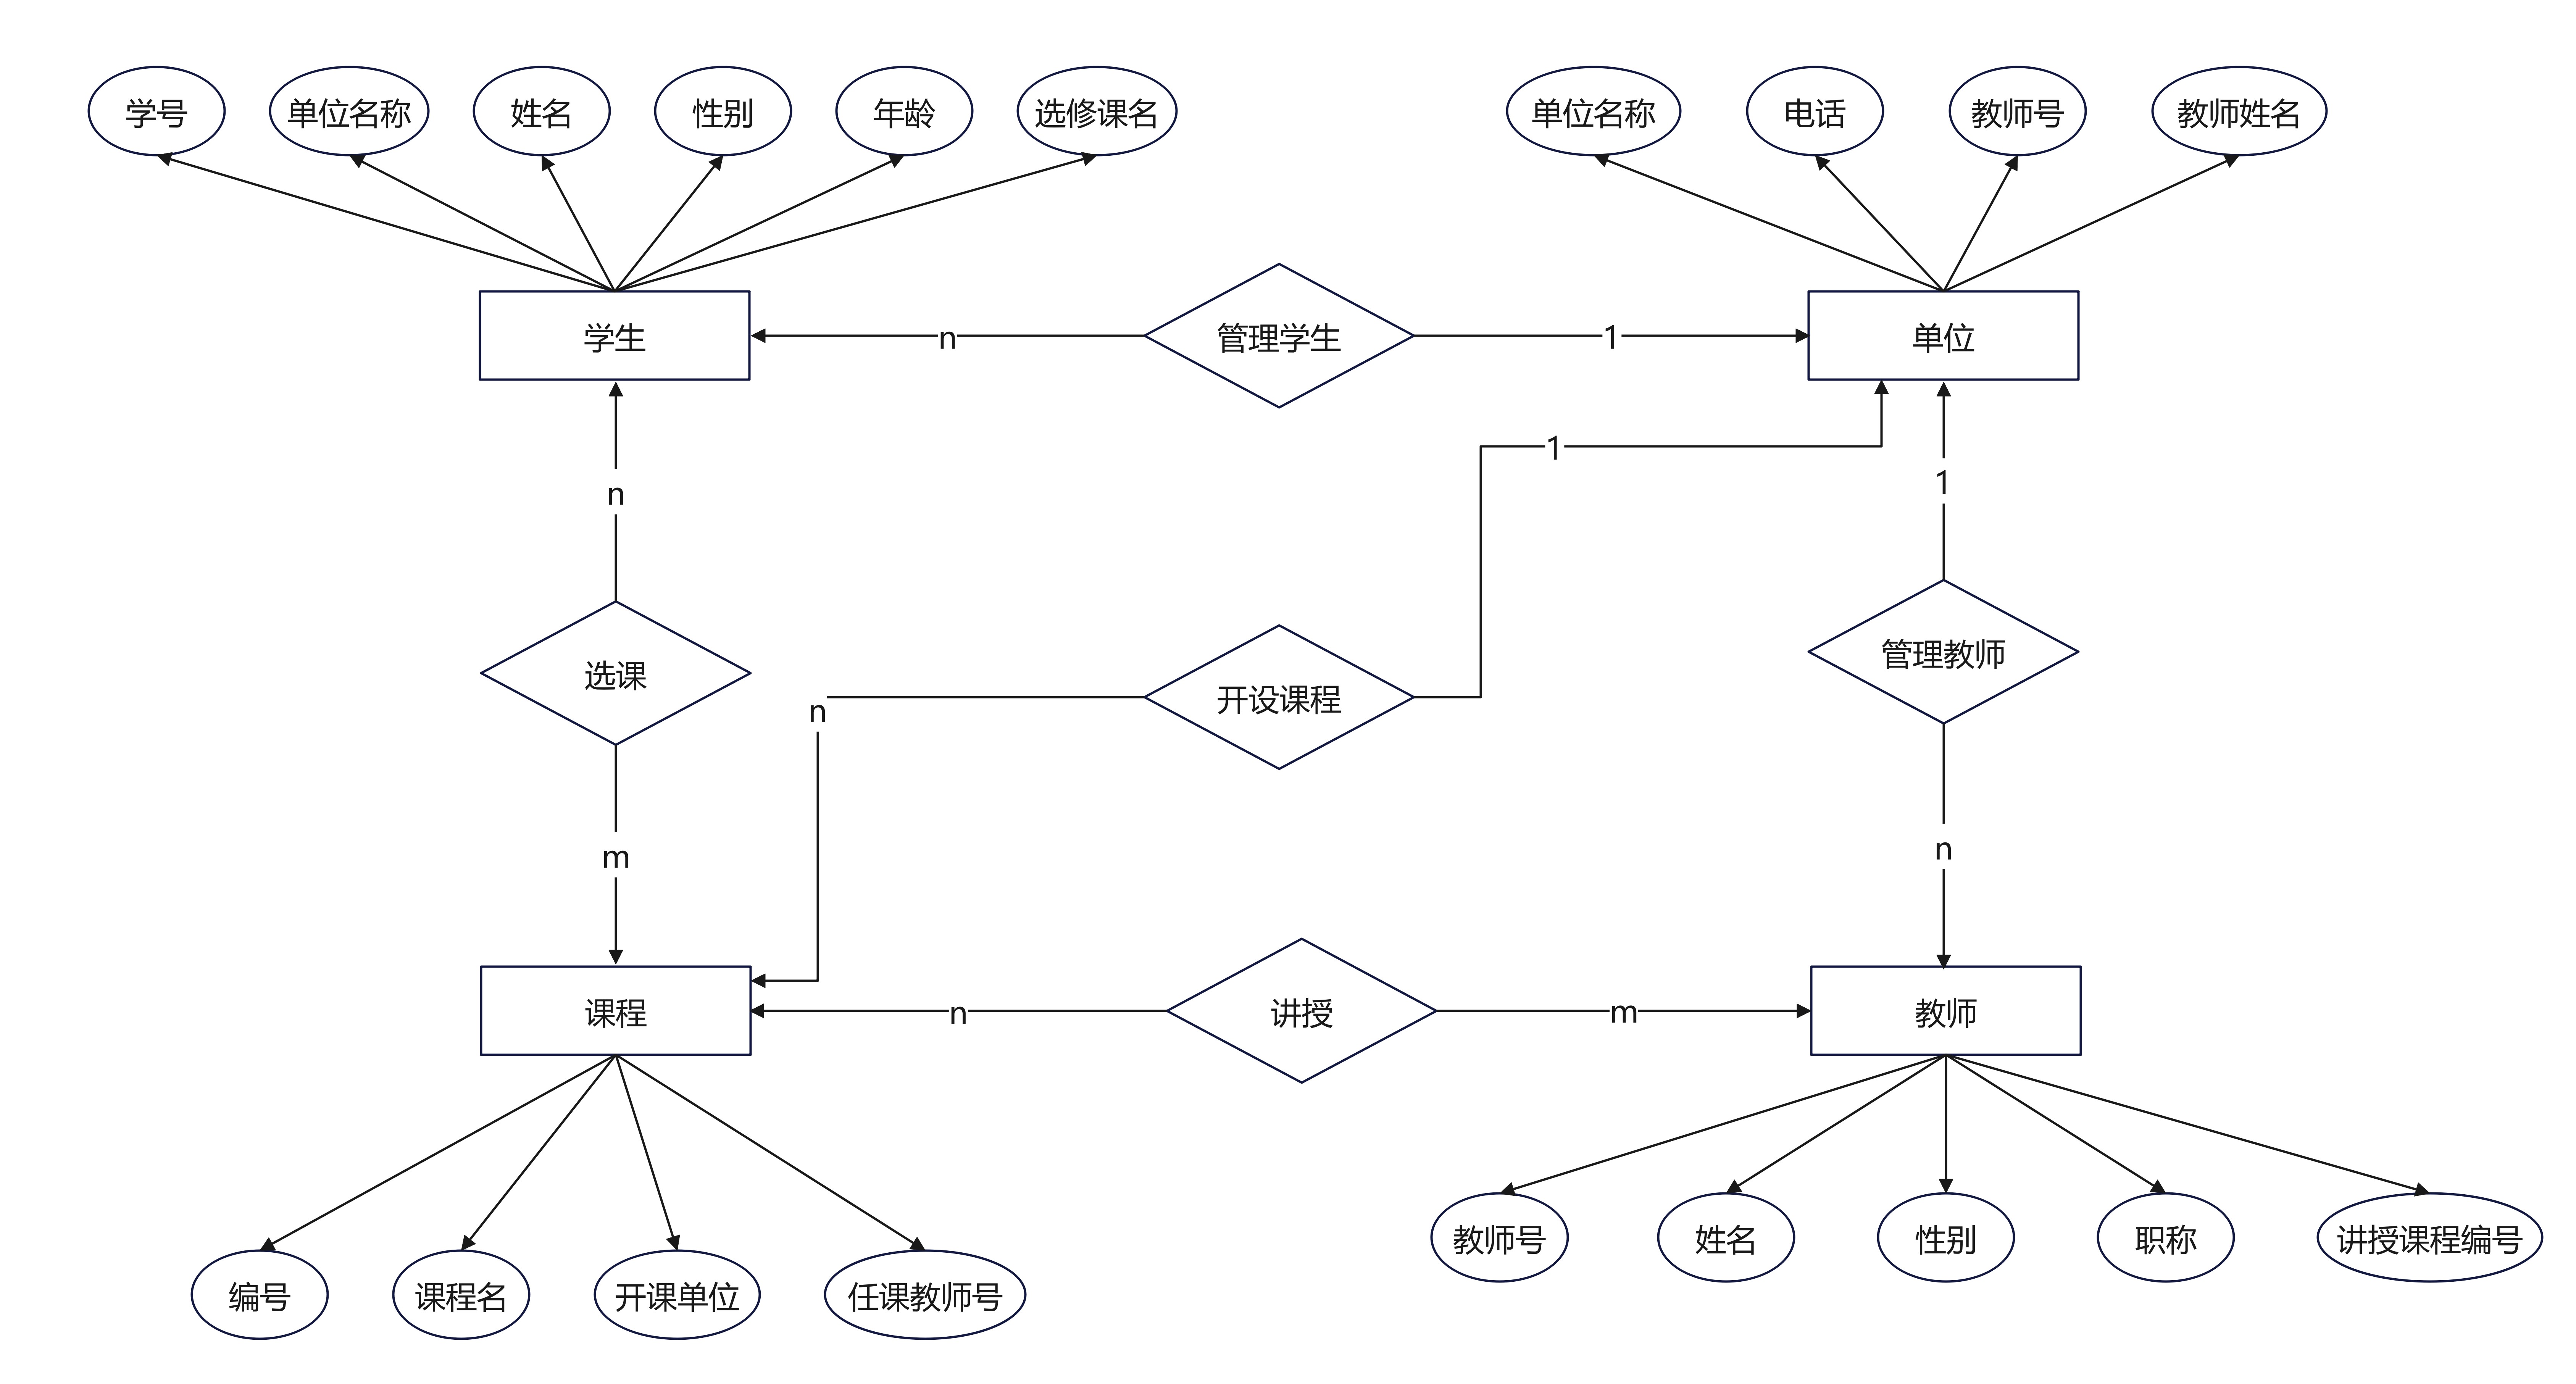 学号
单位名称
姓名
性别
年龄
选修课名
单位名称
电话
教师号
教师姓名
学生
n
管理学生
1
单位
1
n
1
选课
管理教师
n
开设课程
m
n
课程
n
讲授
m
教师
教师号
姓名
性别
职称
讲授课程编号
编号
课程名
开课单位
任课教师号